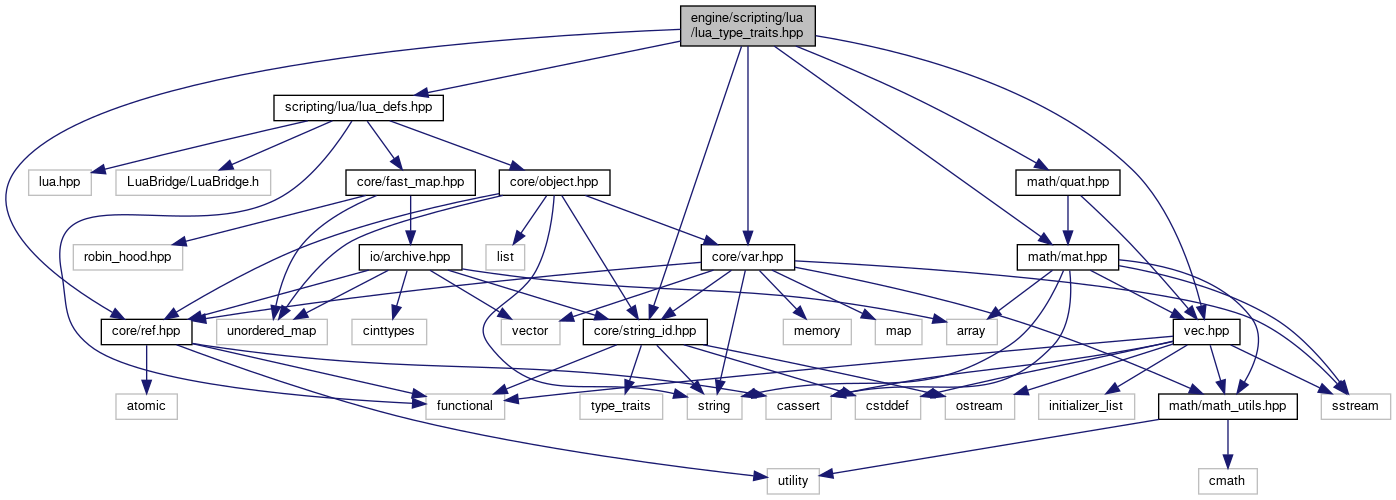 engine/scripting/lua
/lua_type_traits.hpp
scripting/lua/lua_defs.hpp
lua.hpp
LuaBridge/LuaBridge.h
core/fast_map.hpp
core/object.hpp
math/quat.hpp
robin_hood.hpp
io/archive.hpp
list
core/var.hpp
math/mat.hpp
core/ref.hpp
unordered_map
cinttypes
vector
core/string_id.hpp
memory
map
array
vec.hpp
atomic
functional
type_traits
string
cassert
cstddef
ostream
initializer_list
math/math_utils.hpp
sstream
utility
cmath